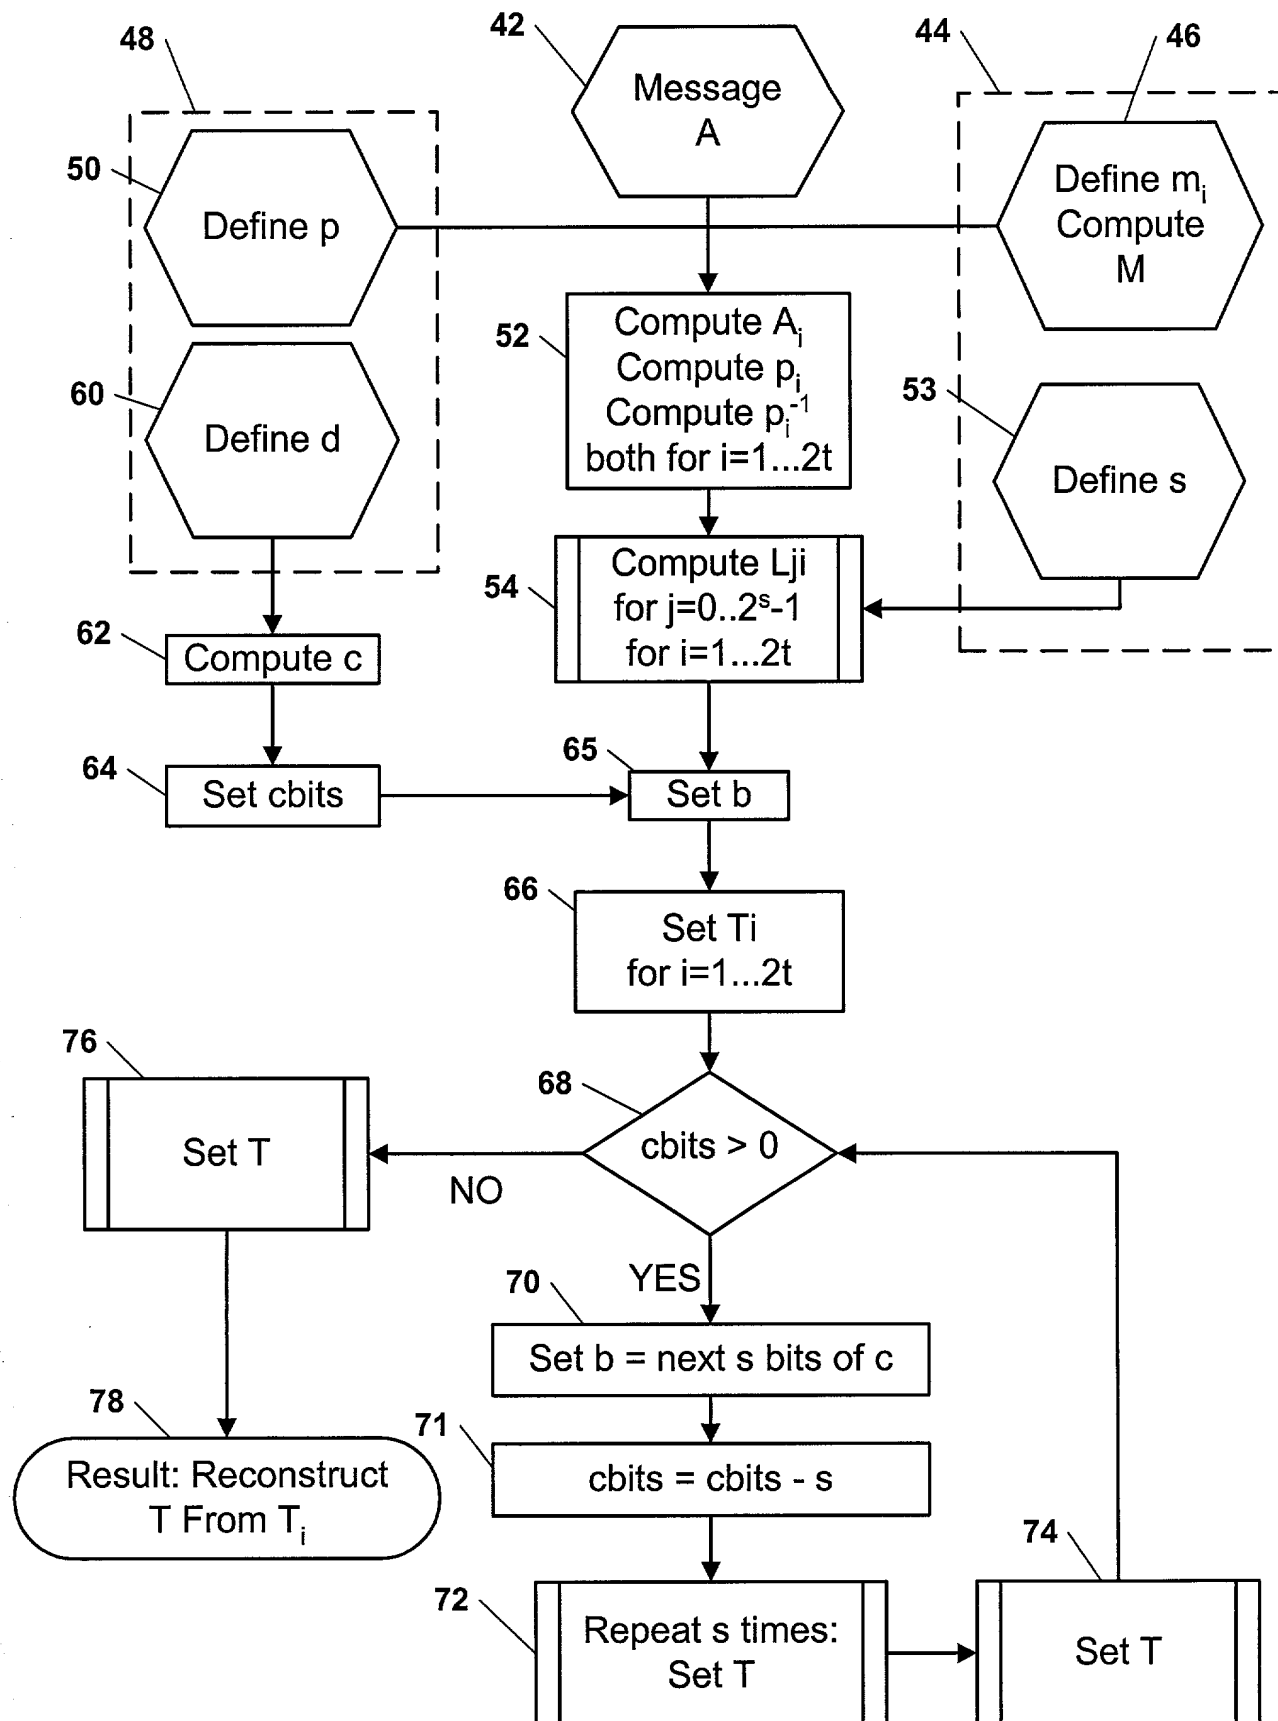 42
Message
A
48
50
Define p
60
Define d
44
46
Define mi
Compute
M
53
Define s
52
Compute Ai
Compute pi
Compute pi-1
both for i=1...2t
54
Compute Lji
for j=0..2s-1
for i=1...2t
62
Compute c
64
Set cbits
65
Set b
66
Set Ti
for i=1...2t
68
cbits > 0
NO
YES
76
Set T
78
Result: Reconstruct
T From Ti
70
Set b = next s bits of c
71
cbits = cbits - s
72
Repeat s times:
Set T
74
Set T